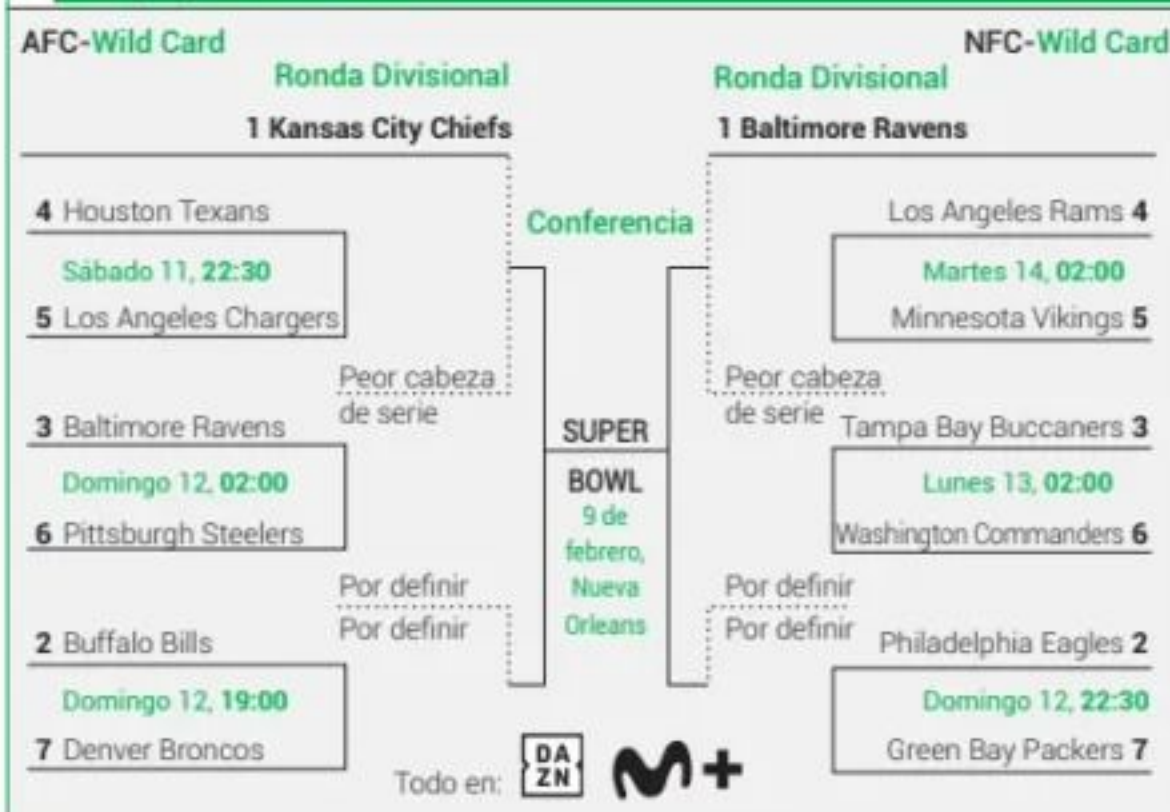 AFC-Wild Card
Ronda Divisional
1 Kansas City Chiefs
4 Houston Texans
Sábado 11, 22:30
5 Los Angeles Chargers
Peor cabeza
de serie
3 Baltimore Ravens
Domingo 12, 02:00
6 Pittsburgh Steelers
Por definir
Por definir
2 Buffalo Bills
Domingo 12, 19:00
7 Denver Broncos
Conferencia
SUPER
BOWL
9 de
febrero,
Nueva
Orleans
NFC-Wild Card
Ronda Divisional
1 Baltimore Ravens
Los Angeles Rams 4
Martes 14, 02:00
Minnesota Vikings 5
Peor cabeza
de serie
Tampa Bay Buccaners 3
Lunes 13, 02:00
Washington Commanders 6
Por definir
Por definir
Philadelphia Eagles 2
Domingo 12, 22:30
Green Bay Packers 7
Todo en:
DA
ZN
M+